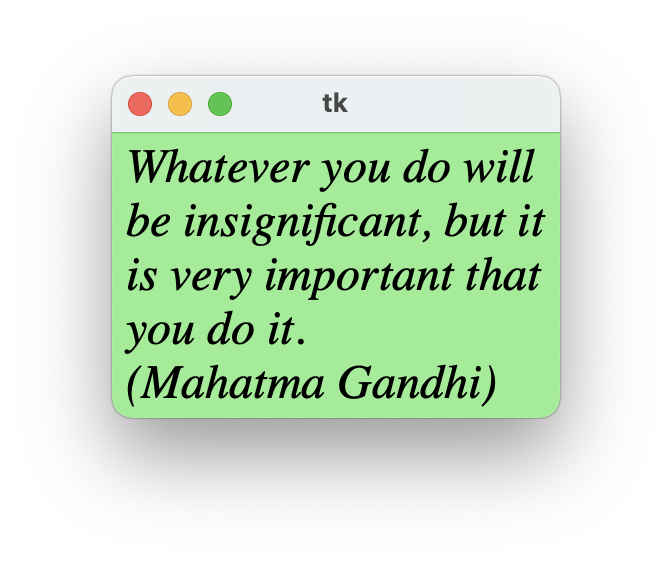 tk
Whatever you do will
be insignificant, but it
is very important that
you do it.
(Mahatma Gandhi)